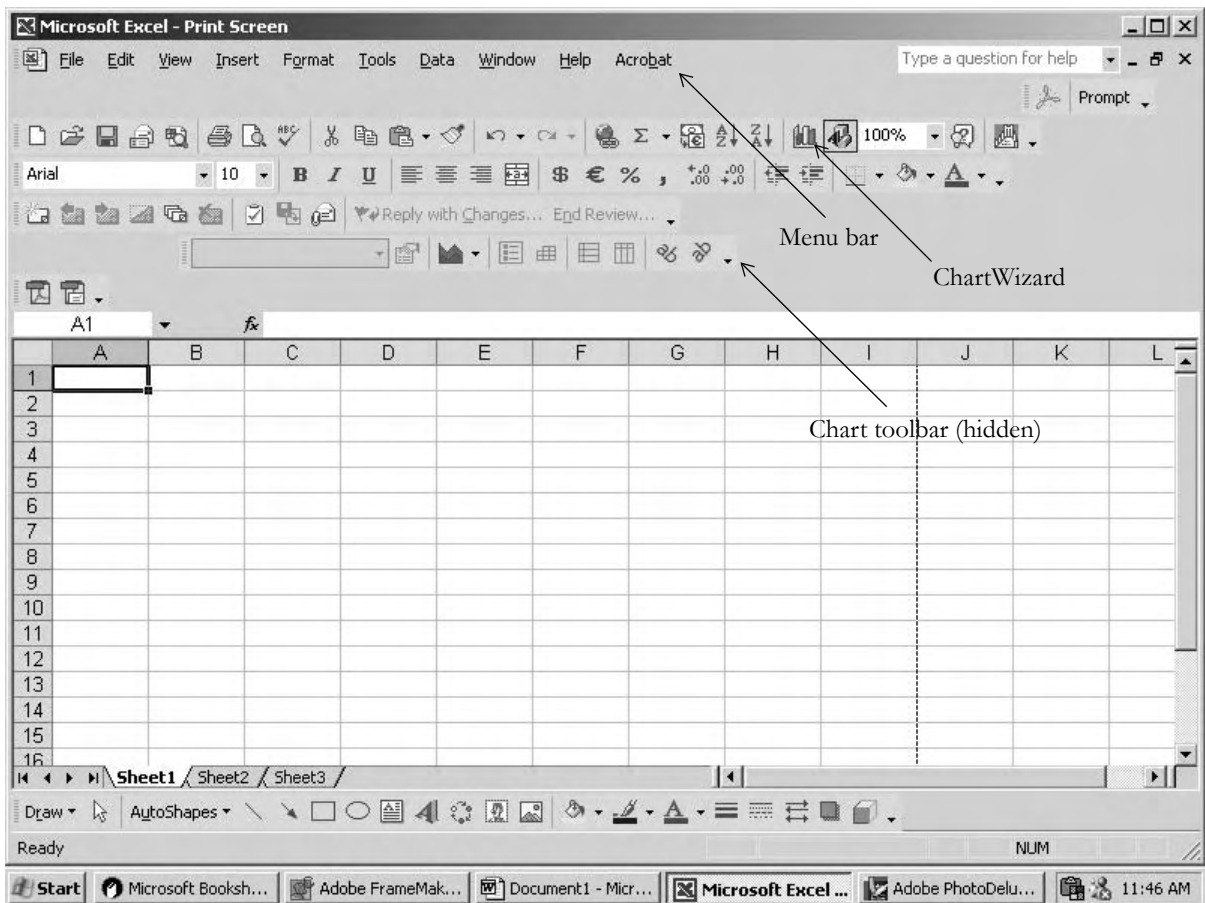 Microsoft Excel - Print Screen
File Edit View Insert Format Tools Data Window Help Acrobat Type a question for help
Prompt
ABC Σ 100%
Arial 10 B I U $ € % ,
Reply with Changes... End Review...
Menu bar
ChartWizard
A1 fx
A B C D E F G H I J K L
1
2
3
Chart toolbar (hidden)
4
5
6
7
8
9
10
11
12
13
14
15
16
Sheet1 Sheet2 Sheet3
Draw AutoShapes
Ready NUM
Start Microsoft Booksh... Adobe FrameMak... Document1 - Micr... Microsoft Excel ... Adobe PhotoDelu... 11:46 AM